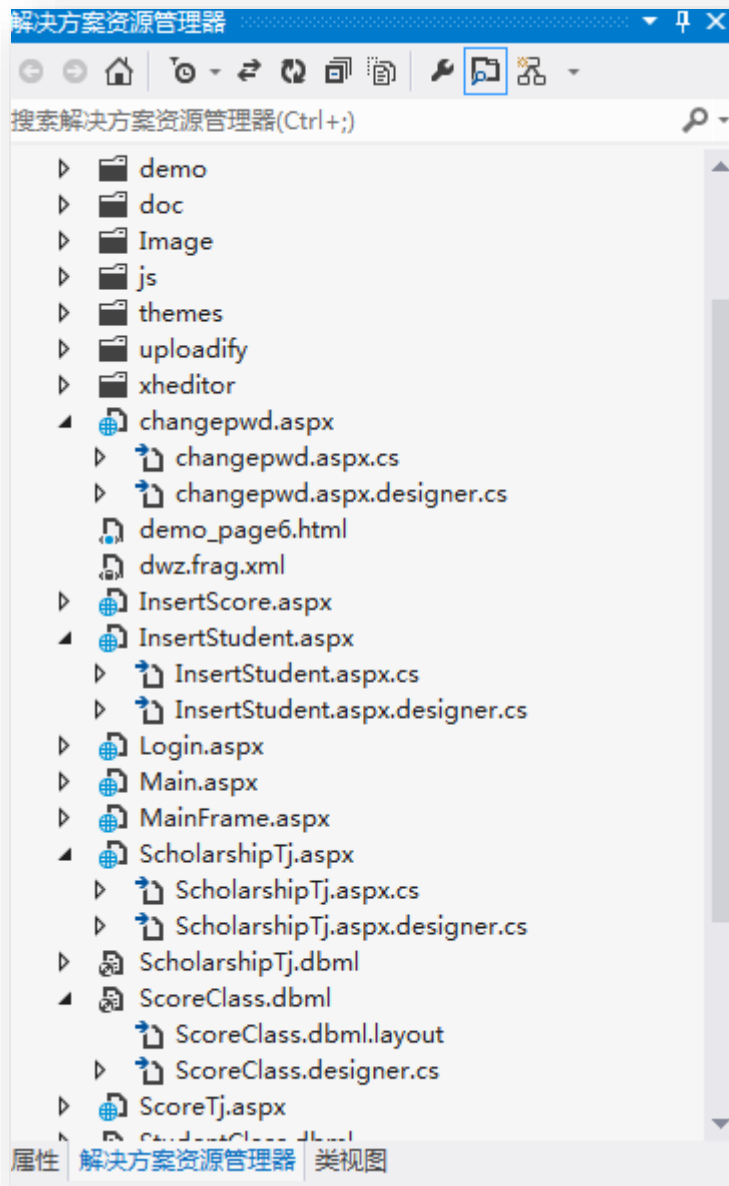 解决方案资源管理器
搜索解决方案资源管理器(Ctrl+;)
demo
doc
Image
js
themes
uploadify
xheditor
changepwd.aspx
changepwd.aspx.cs
changepwd.aspx.designer.cs
demo_page6.html
dwz.frag.xml
InsertScore.aspx
InsertStudent.aspx
InsertStudent.aspx.cs
InsertStudent.aspx.designer.cs
Login.aspx
Main.aspx
MainFrame.aspx
ScholarshipTj.aspx
ScholarshipTj.aspx.cs
ScholarshipTj.aspx.designer.cs
ScholarshipTj.dbml
ScoreClass.dbml
ScoreClass.dbml.layout
ScoreClass.designer.cs
ScoreTj.aspx
StudentClass.dbml
属性 解决方案资源管理器 类视图